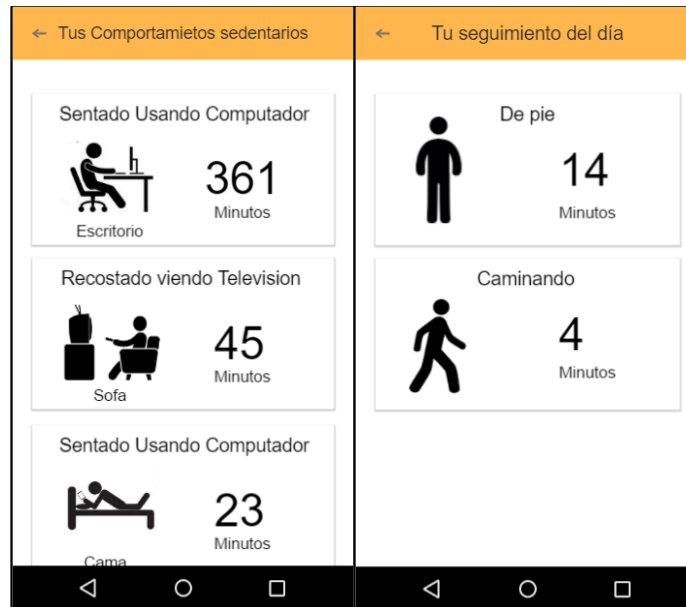 Tus Comportamietos sedentarios
Sentado Usando Computador
361
Minutos
Escritorio
Recostado viendo Television
45
Minutos
Sofa
Sentado Usando Computador
23
Minutos
Cama
Tu seguimiento del día
De pie
14
Minutos
Caminando
4
Minutos